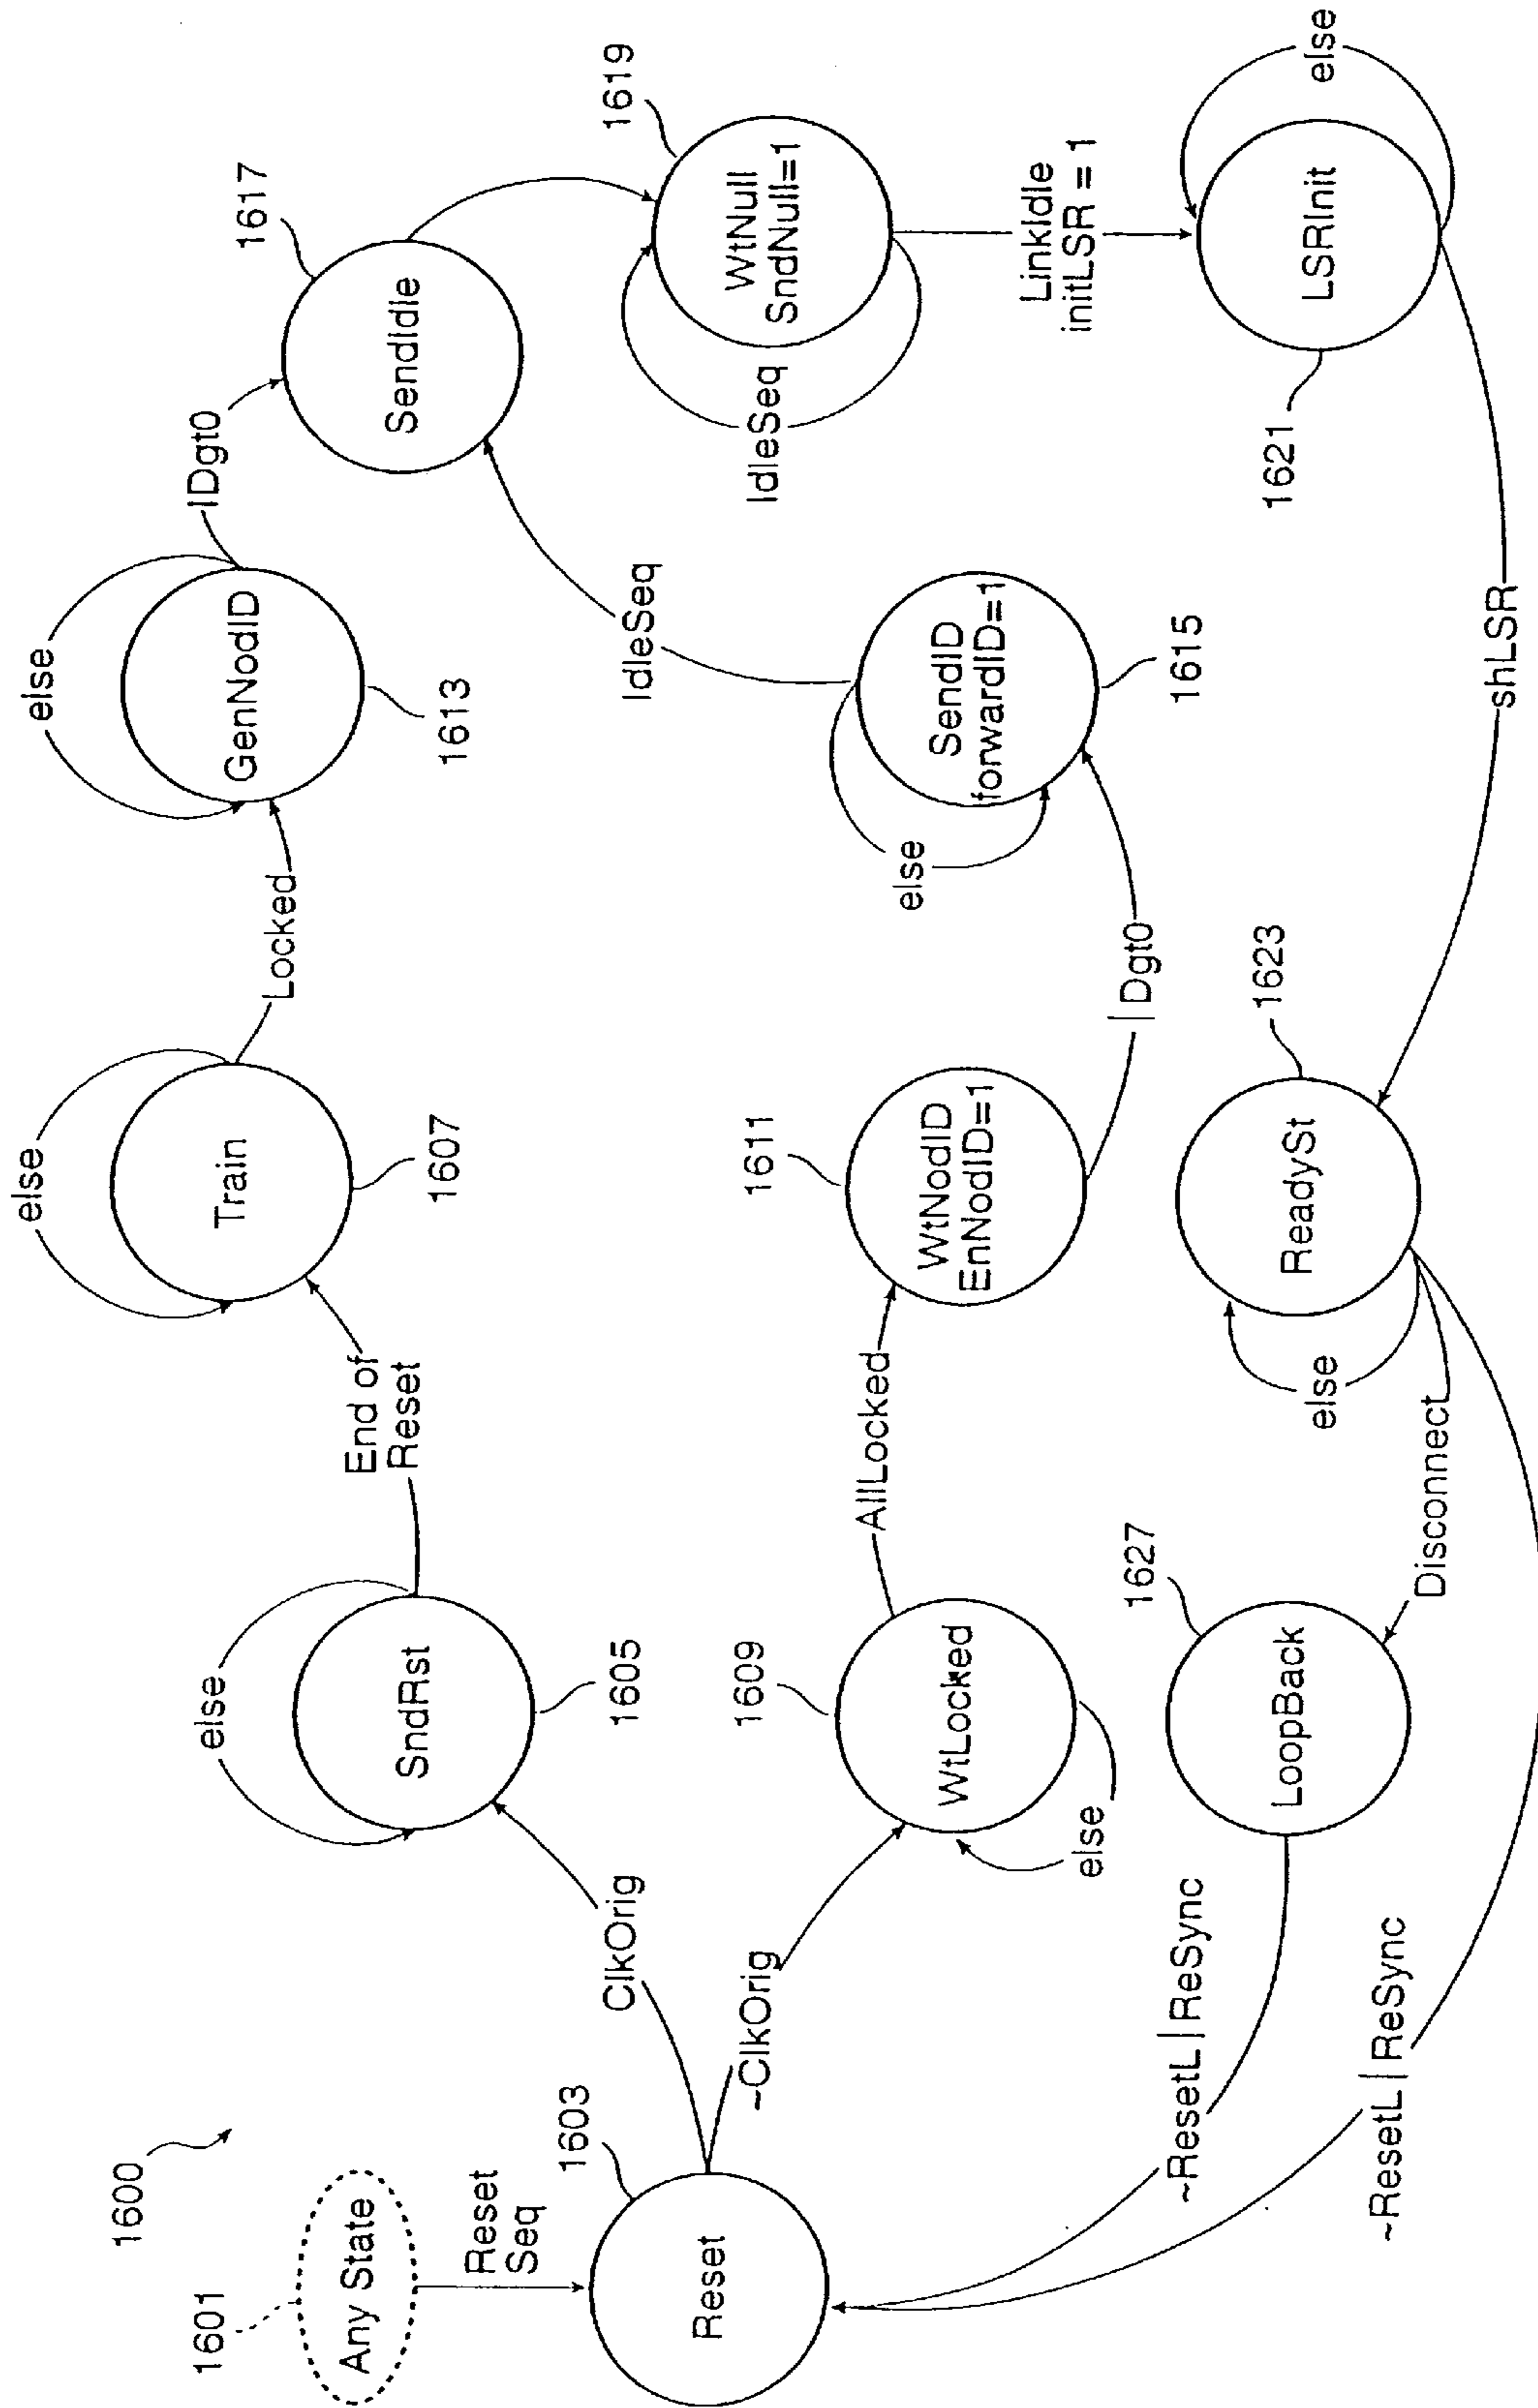 1600
1601
Any State
Reset
Seq
1603
Reset
ClkOrig
~ClkOrig
else
SndRst
1605
End of
Reset
else
Train
1607
Locked
else
GenNodID
1613
IDgt0
SendIdle
1617
1609
WtLocked
else
AllLocked
1611
WtNodID
EnNodID=1
|Dgt0
else
SendID
forwardID=1
1615
IdleSeq
1619
WtNull
SndNull=1
IdleSeq
LinkIdle
initLSR = 1
LSRInit
1621
else
shLSR
1623
ReadySt
else
Disconnect
1627
LoopBack
~ResetL|ReSync
~ResetL|ReSync